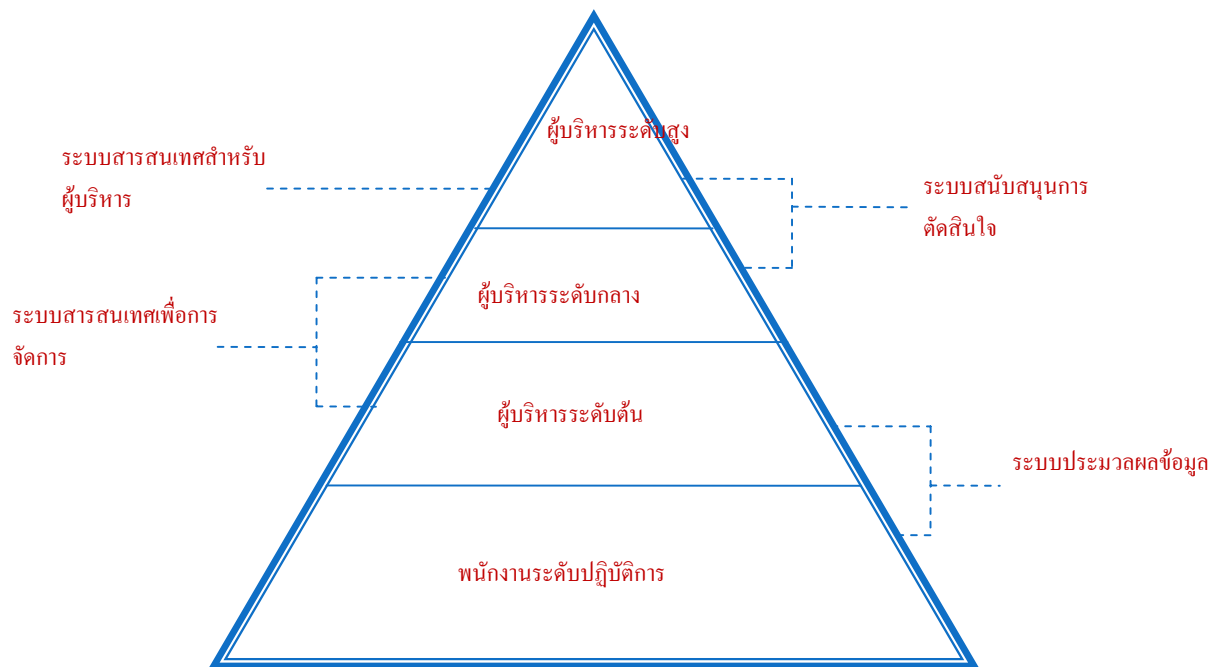 ผู้บริหารระดับสูง
ระบบสารสนเทศสำหรับ
ผู้บริหาร
ระบบสนับสนุนการ
ตัดสินใจ
ผู้บริหารระดับกลาง
ระบบสารสนเทศเพื่อการ
จัดการ
ผู้บริหารระดับต้น
ระบบประมวลผลข้อมูล
พนักงานระดับปฏิบัติการ